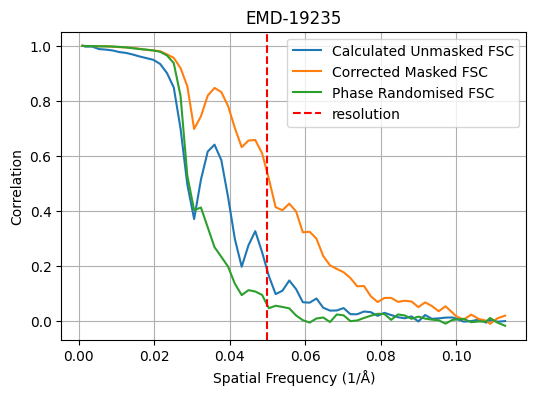 EMD-19235
1.0
0.8
0.6
0.4
0.2
0.0
Correlation
Calculated Unmasked FSC
Corrected Masked FSC
Phase Randomised FSC
resolution
0.00 0.02 0.04 0.06 0.08 0.10
Spatial Frequency (1/Å)